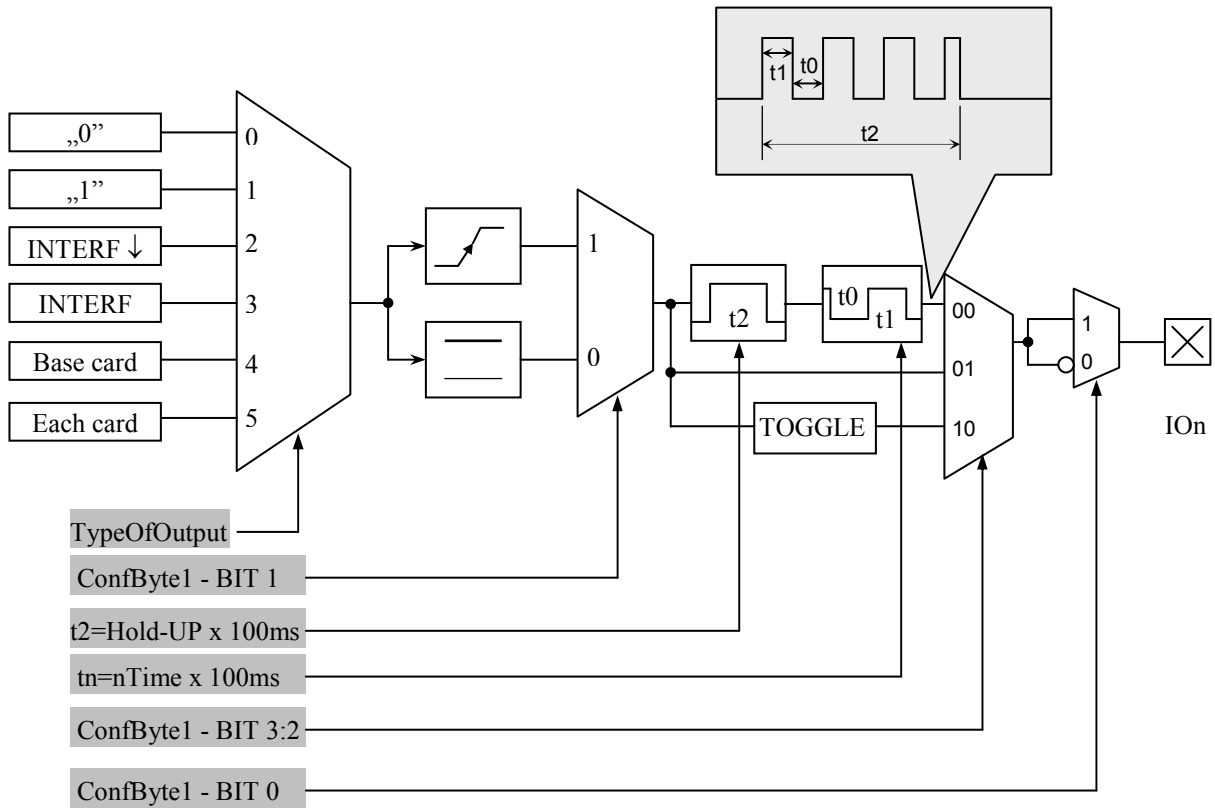 t1
t0
t2
„0”
0
„1”
1
INTERF ↓
2
INTERF
3
Base card
4
Each card
5
1
0
t2
t0
t1
00
01
TOGGLE
10
1
0
IOn
TypeOfOutput
ConfByte1 - BIT 1
t2=Hold-UP x 100ms
tn=nTime x 100ms
ConfByte1 - BIT 3:2
ConfByte1 - BIT 0